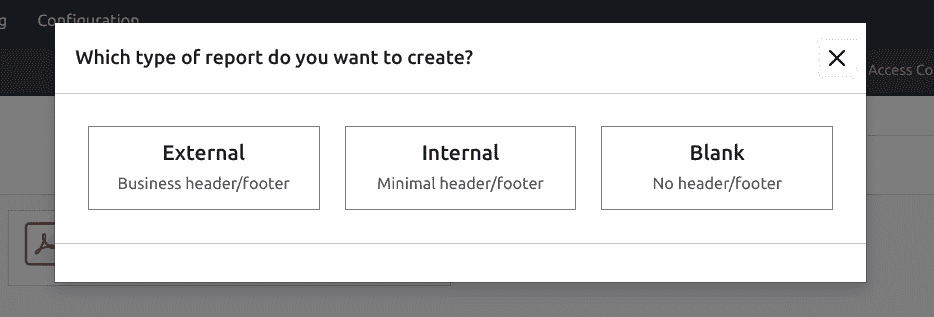 g Configuration
Which type of report do you want to create?
Access Co
External
Internal
Blank
Business header/footer
Minimal header/footer
No header/footer